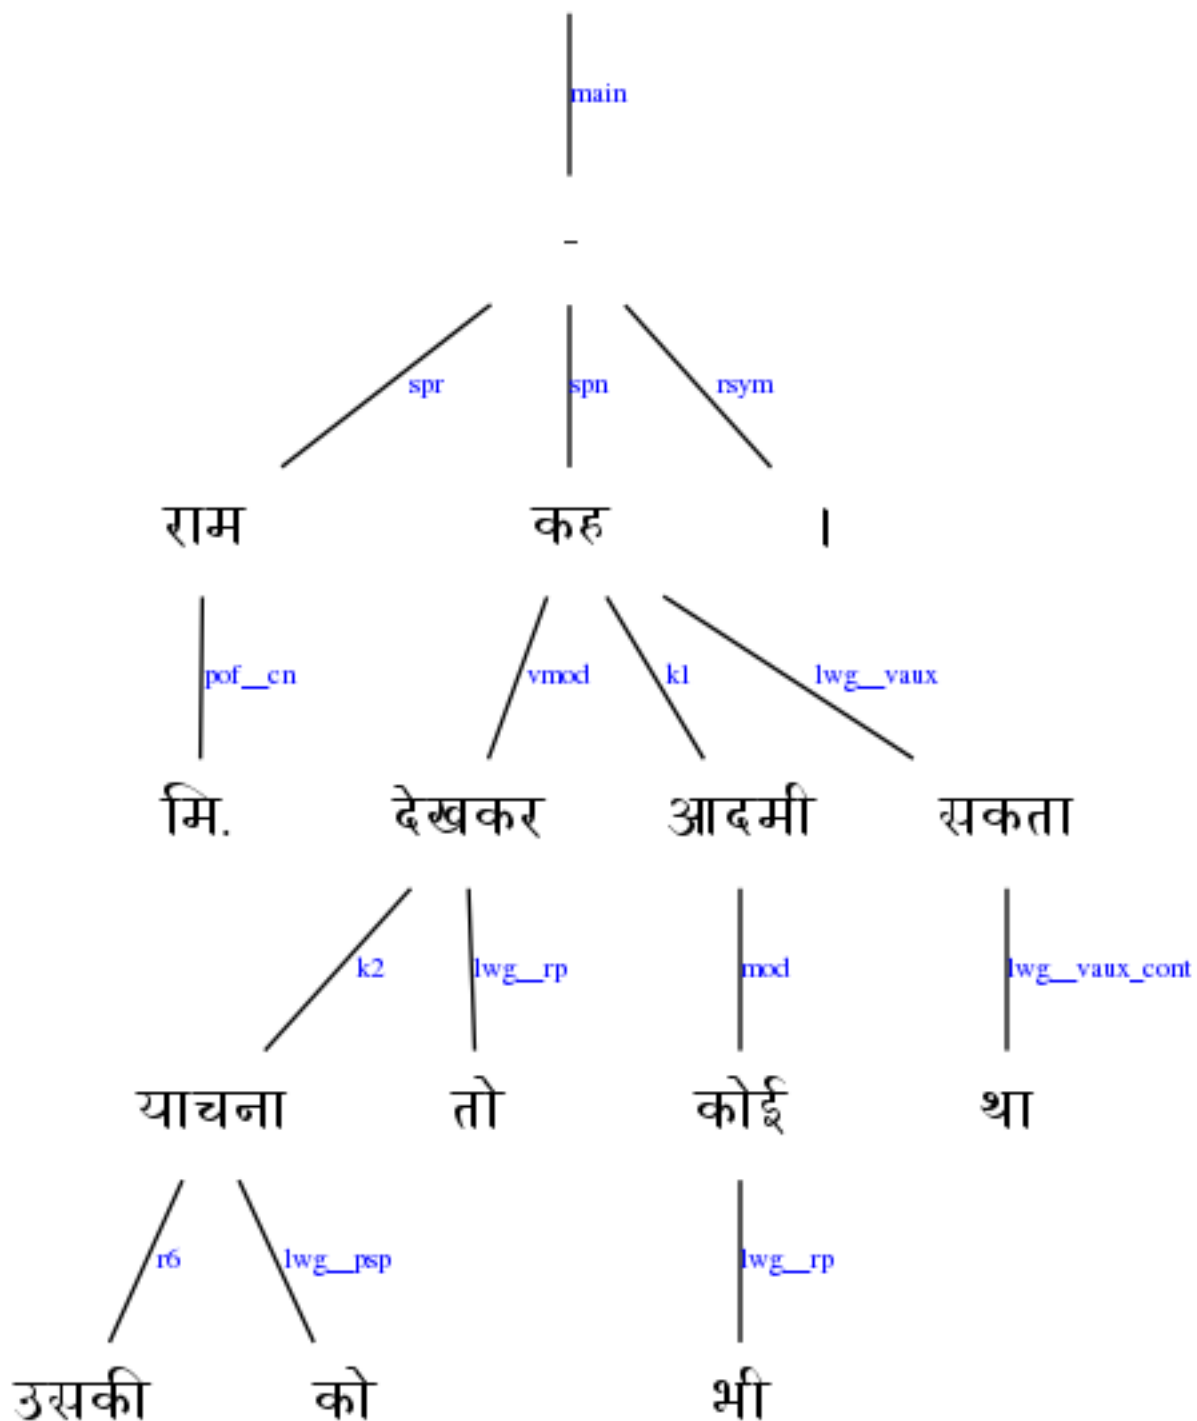 main
-
spr spn rsym
राम कह ।
pof__cn vmod k1 lwg__vaux
मि. देखकर आदमी सकता
k2 lwg__rp mod lwg__vaux_cont
याचना तो कोई था
r6 lwg__psp lwg__rp
उसकी को भी